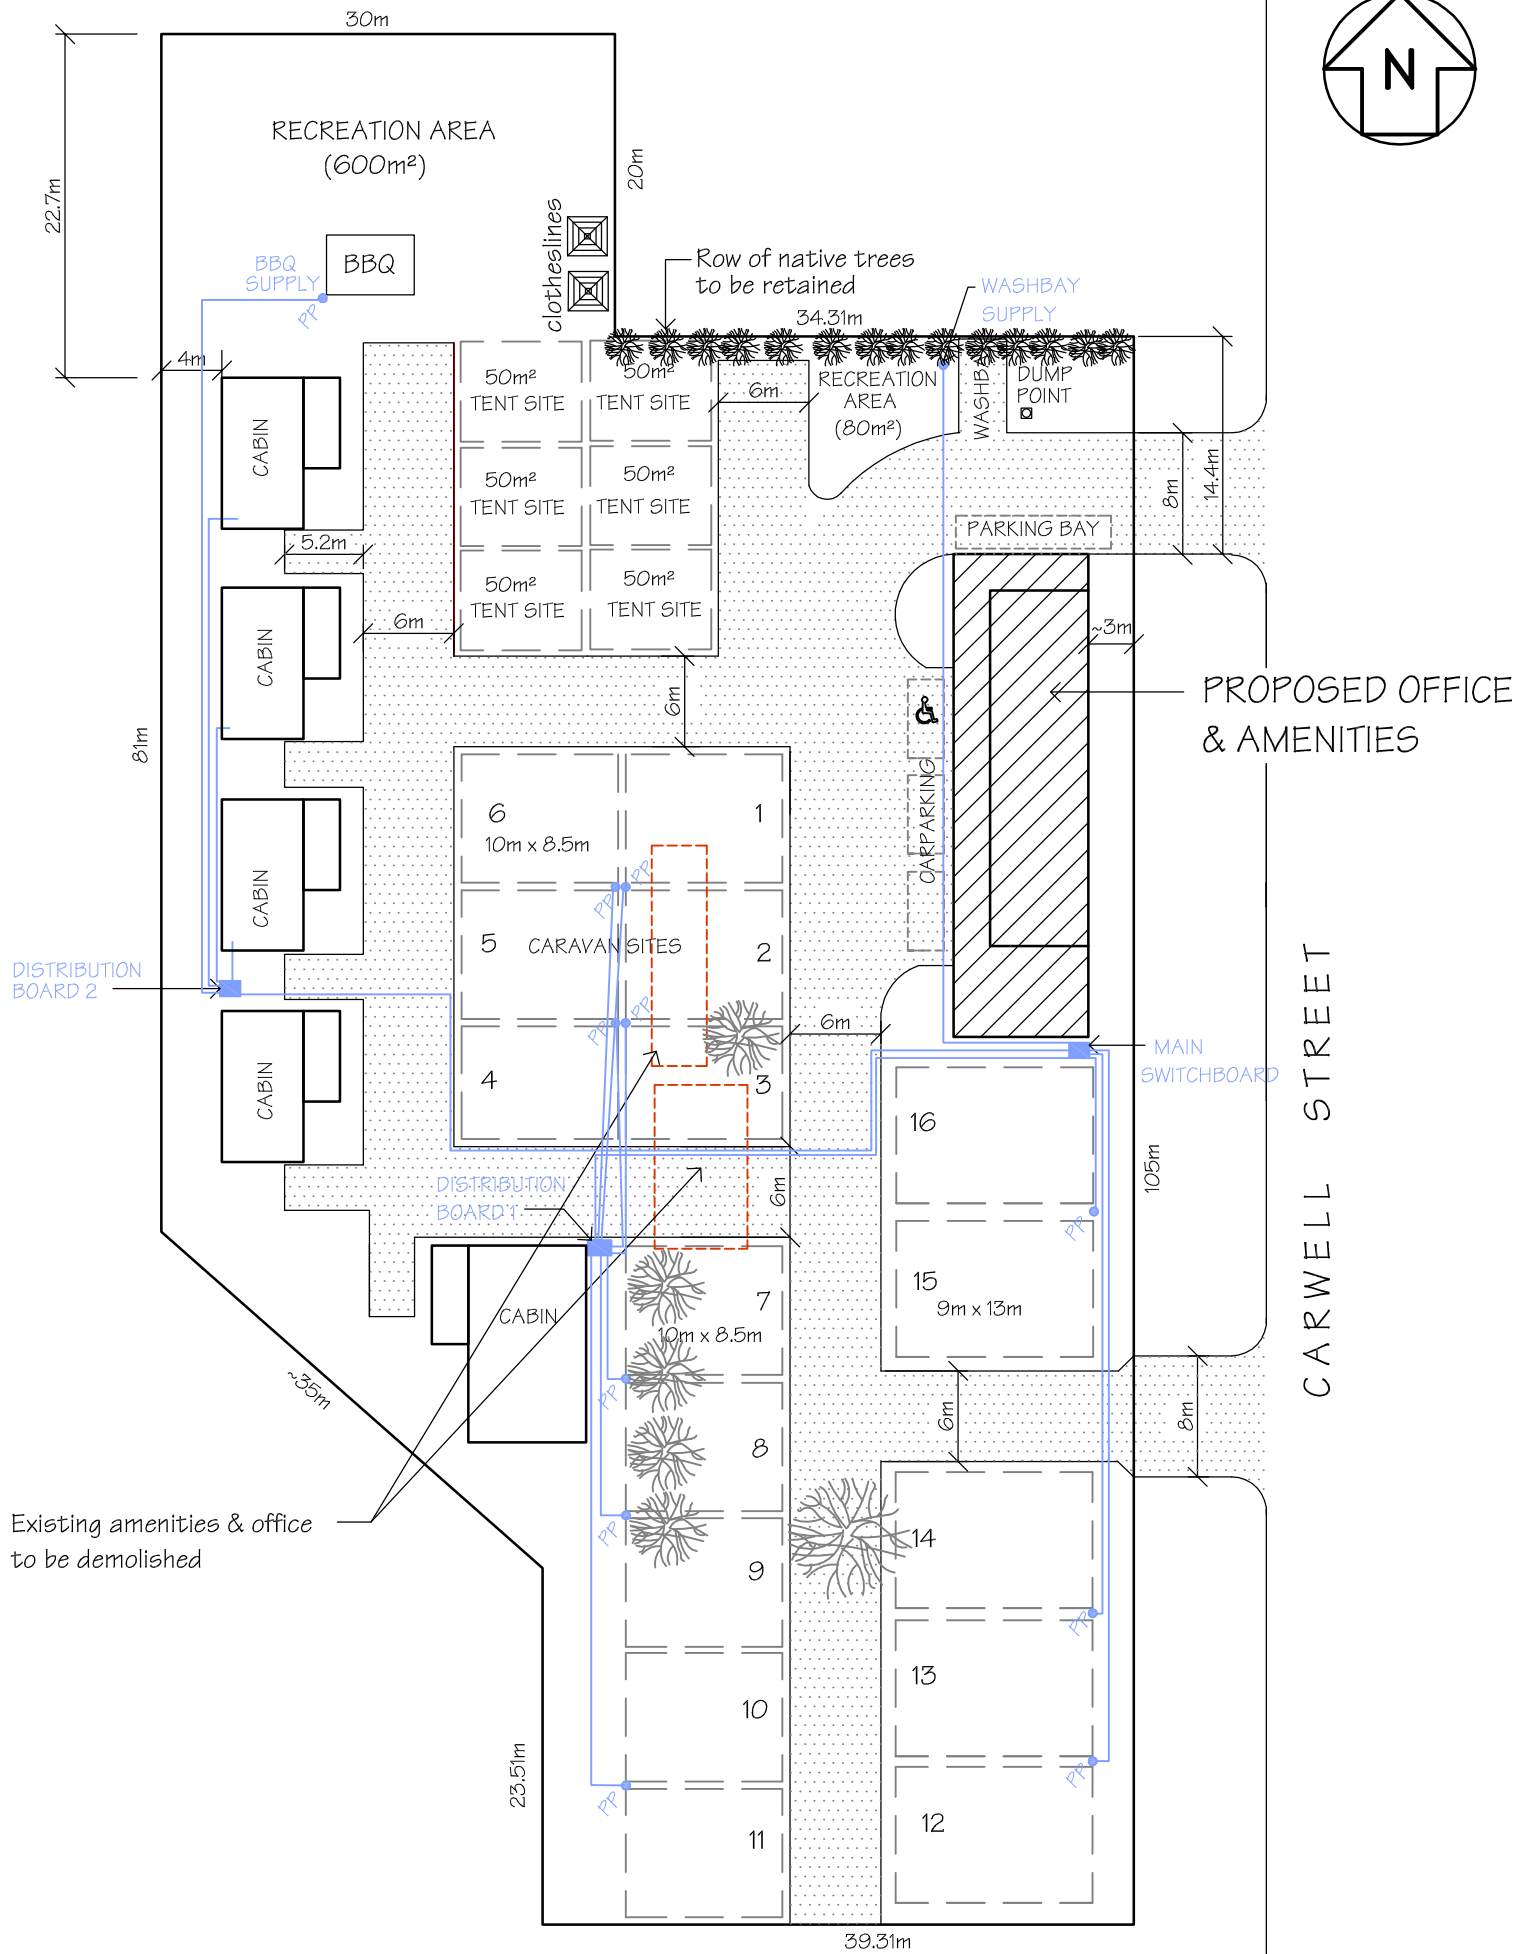 30m
N
RECREATION AREA
(600m²)
20m
22.7m
clotheslines
BBQ
SUPPLY
BBQ
PP
Row of native trees
to be retained
WASHBAY
SUPPLY
34.31m
4m
50m²
TENT SITE
50m²
TENT SITE
6m
RECREATION
AREA
(80m²)
WASHBA
DUMP
POINT
CABIN
50m²
TENT SITE
50m²
TENT SITE
8m
14.4m
PARKING BAY
5.2m
50m²
TENT SITE
50m²
TENT SITE
6m
~3m
CABIN
6m
PROPOSED OFFICE
& AMENITIES
81m
CARPARKING
6
10m x 8.5m
1
PP
PP
CABIN
5
CARAVAN SITES
2
DISTRIBUTION
BOARD 2
PP
PP
6m
MAIN
SWITCHBOARD
CABIN
4
3
16
105m
CARWELL STREET
DISTRIBUTION
BOARD 1
6m
PP
CABIN
7
10m x 8.5m
15
9m x 13m
~35m
PP
6m
8m
8
Existing amenities & office
to be demolished
PP
14
9
PP
13
10
23.51m
PP
PP
12
11
39.31m